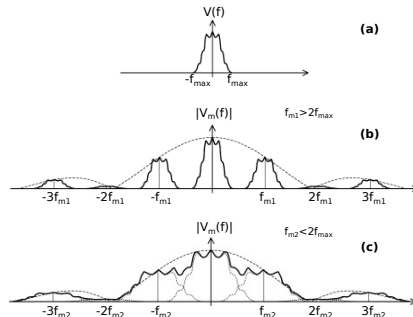 V(f)
(a)
-fmax fmax
|Vm(f)|
fm1>2fmax
(b)
-3fm1 -2fm1 -fm1 fm1 2fm1 3fm1
|Vm(f)|
fm2<2fmax
(c)
-3fm2 -2fm2 -fm2 fm2 2fm2 3fm2